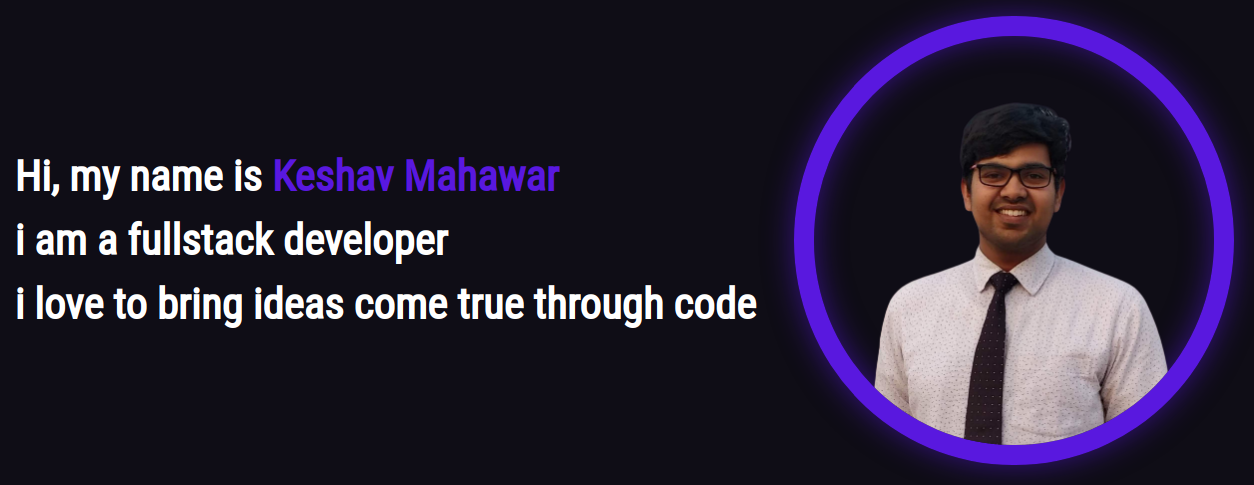 Hi, my name is Keshav Mahawar
i am a fullstack developer
i love to bring ideas come true through code